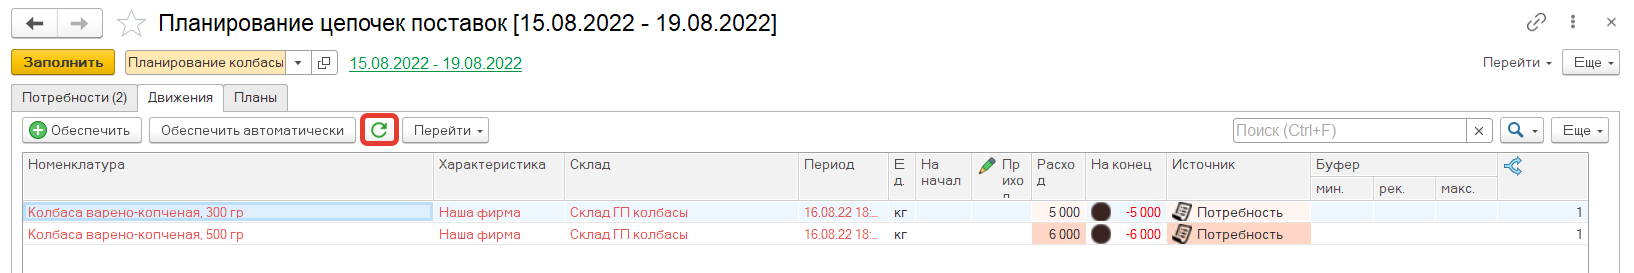 Планирование цепочек поставок [15.08.2022 - 19.08.2022]
Заполнить Планирование колбасы 15.08.2022 - 19.08.2022 Перейти Еще
Потребности (2) Движения Планы
Обеспечить Обеспечить автоматически Перейти Поиск (Ctrl+F) × Еще
Номенклатура Характеристика Склад Период Е На Пр Расхо На конец Источник Буфер
д. начал ихо д
мин. рек. макс.
Колбаса варено-копченая, 300 гр Наша фирма Склад ГП колбасы 16.08.22 18:... кг 5 000 -5 000 Потребность 1
Колбаса варено-копченая, 500 гр Наша фирма Склад ГП колбасы 16.08.22 18:... кг 6 000 -6 000 Потребность 1